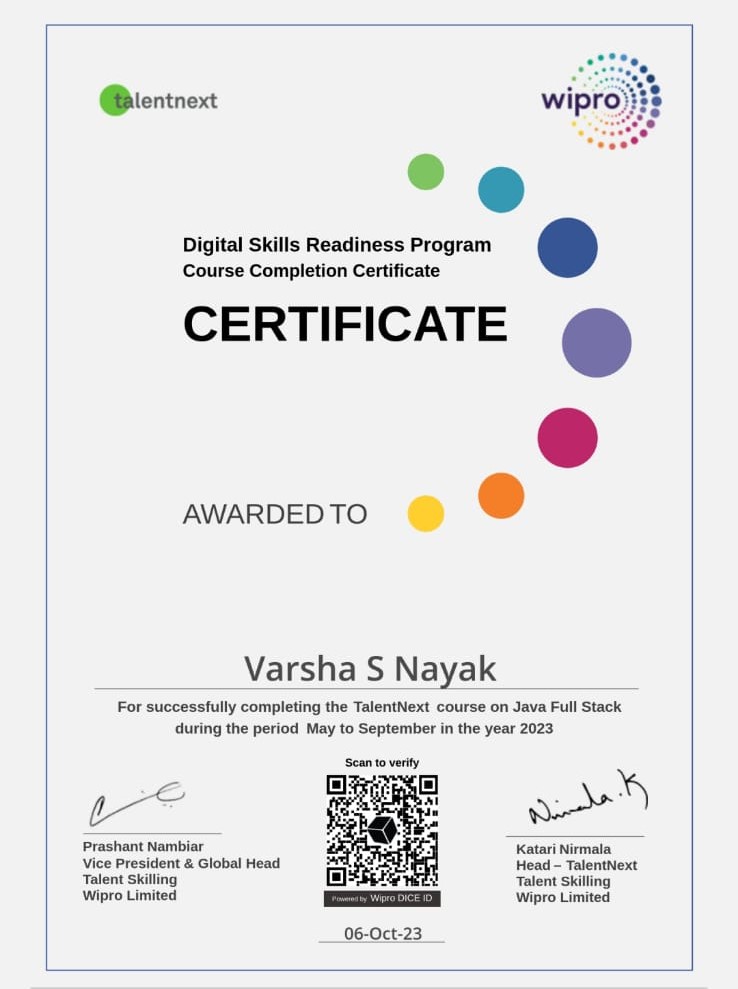 talentnext
wipro
Digital Skills Readiness Program
Course Completion Certificate
CERTIFICATE
AWARDED TO
Varsha S Nayak
For successfully completing the TalentNext course on Java Full Stack
during the period May to September in the year 2023
Scan to verify
Nirmala.K
Prashant Nambiar
Vice President & Global Head
Talent Skilling
Wipro Limited
Powered by Wipro DICE ID
Katari Nirmala
Head – TalentNext
Talent Skilling
Wipro Limited
06-Oct-23